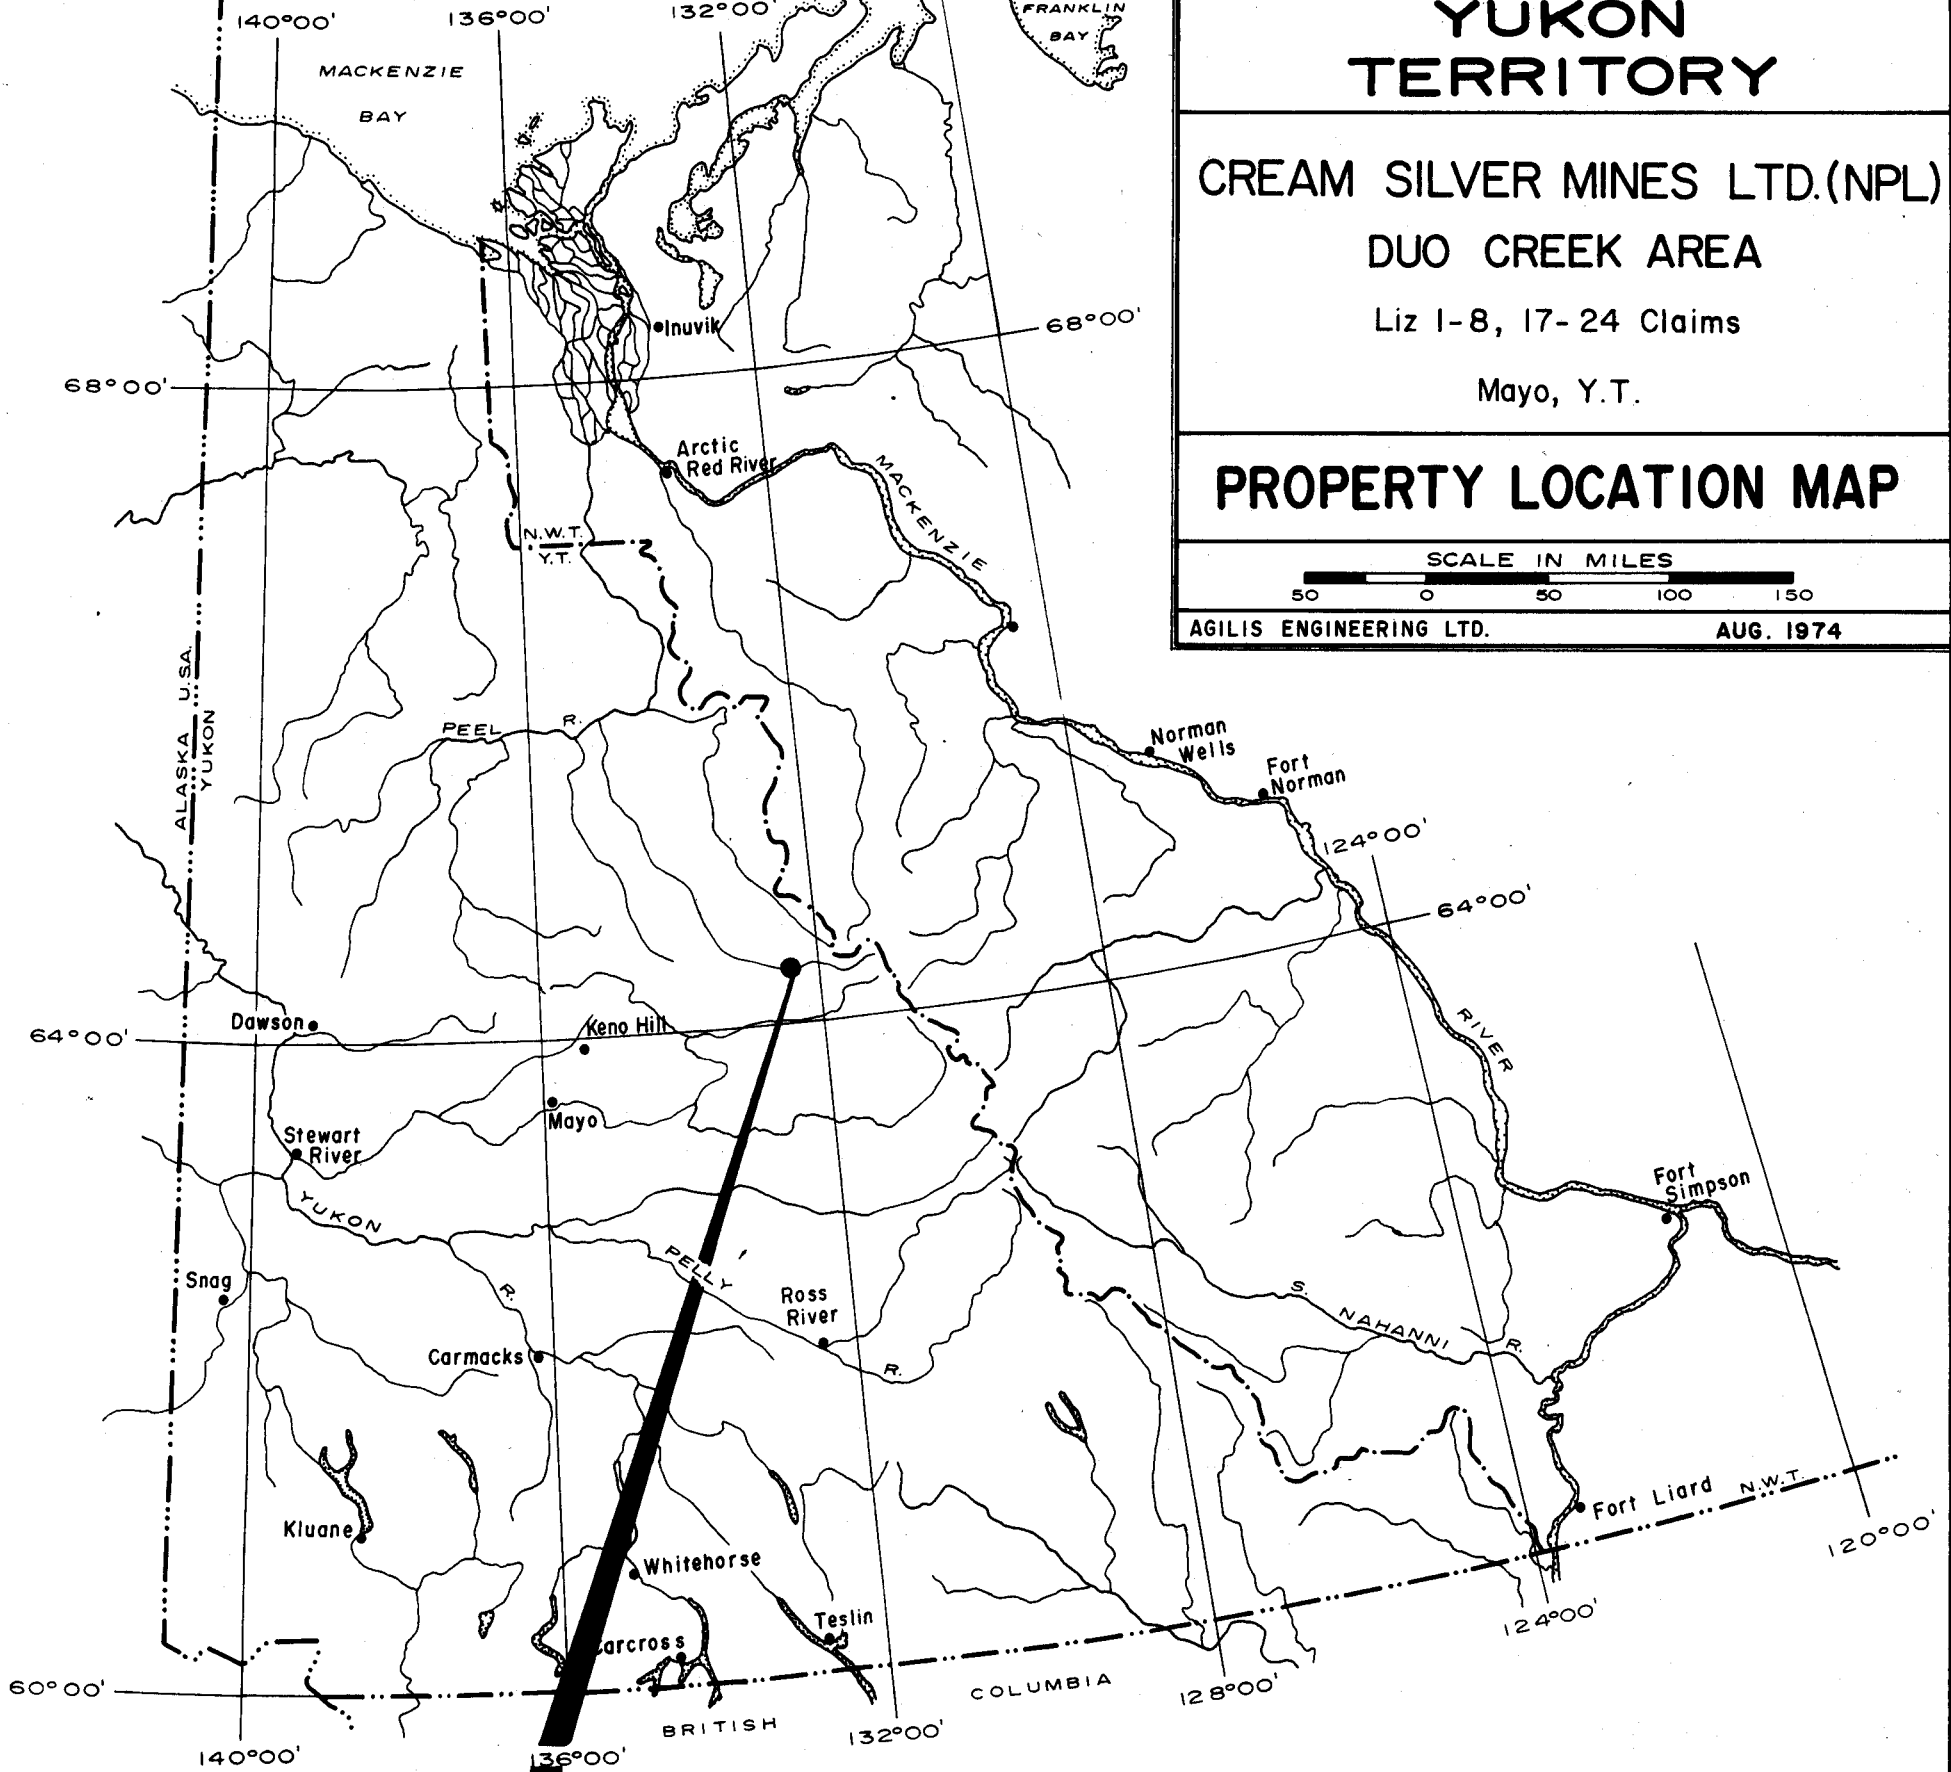 140°00'
136°00'
132°00'
FRANKLIN
BAY
MACKENZIE
BAY
YUKON
TERRITORY
CREAM SILVER MINES LTD.(NPL)
DUO CREEK AREA
Liz 1-8, 17-24 Claims
Mayo, Y.T.
PROPERTY LOCATION MAP
SCALE IN MILES
50 0 50 100 150
AGILIS ENGINEERING LTD. AUG. 1974
Inuvik
68°00'
68°00'
Arctic
Red River
MACKENZIE
N.W.T.
Y.T.
ALASKA U.S.A.
YUKON
PEEL R.
Norman
Wells
Fort
Norman
124°00'
64°00'
Dawson
Keno Hill
64°00'
RIVER
Mayo
Stewart
River
YUKON
Fort
Simpson
PELLY
Snag
R.
Ross
River
S. NAHANNI R.
Carmacks
R.
Kluane
Fort Liard
N.W.T.
120°00'
Whitehorse
Teslin
arcross
124°00'
60°00'
COLUMBIA
128°00'
BRITISH
132°00'
140°00'
136°00'